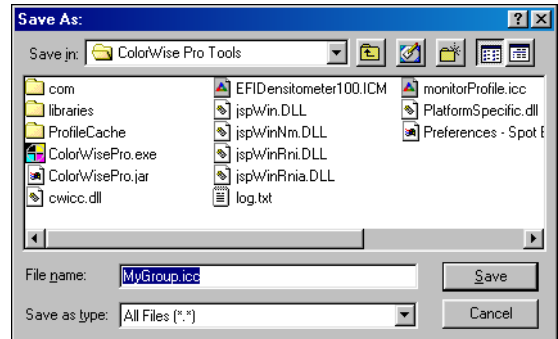 Save As:
Save in: ColorWise Pro Tools
com
libraries
ProfileCache
ColorWisePro.exe
ColorWisePro.jar
cwicc.dll
EFIDensitometer100.ICM
jspWin.DLL
jspWinNm.DLL
jspWinRni.DLL
jspWinRnia.DLL
log.txt
monitorProfile.icc
PlatformSpecific.dll
Preferences - Spot
File name: MyGroup.icc Save
Save as type: All Files (*.*) Cancel